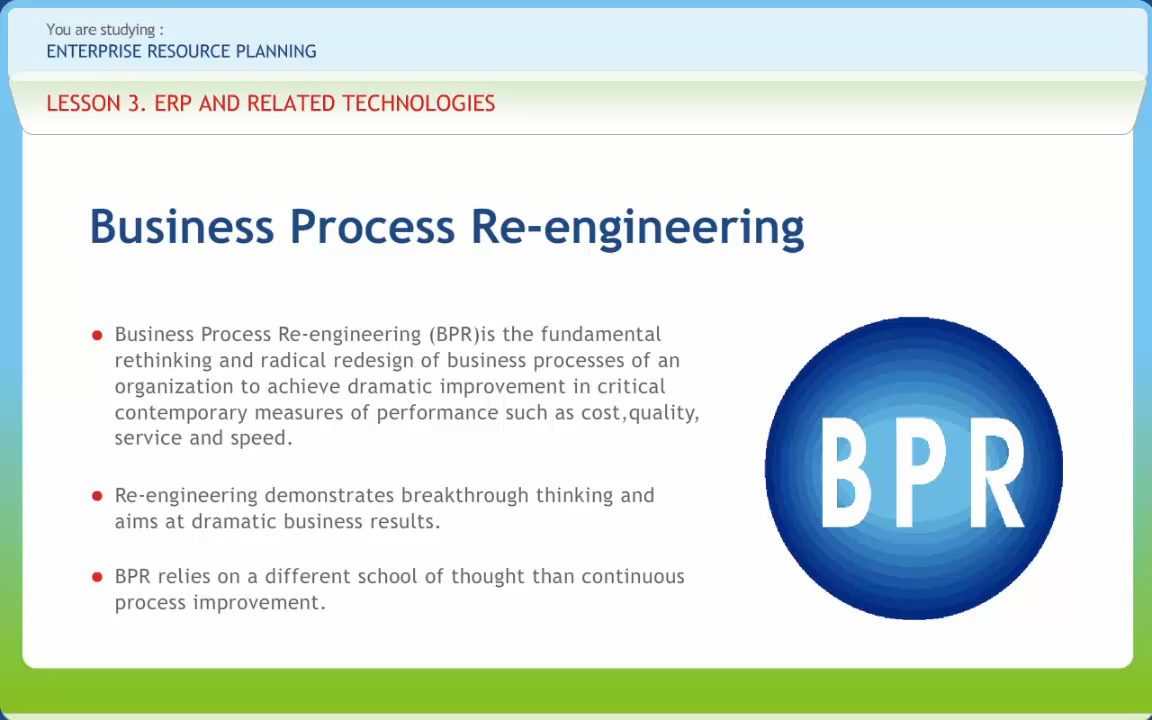 You are studying :
ENTERPRISE RESOURCE PLANNING
LESSON 3. ERP AND RELATED TECHNOLOGIES
Business Process Re-engineering
Business Process Re-engineering (BPR)is the fundamental
rethinking and radical redesign of business processes of an
organization to achieve dramatic improvement in critical
contemporary measures of performance such as cost,quality,
service and speed.
Re-engineering demonstrates breakthrough thinking and
aims at dramatic business results.
BPR relies on a different school of thought than continuous
process improvement.
BPR